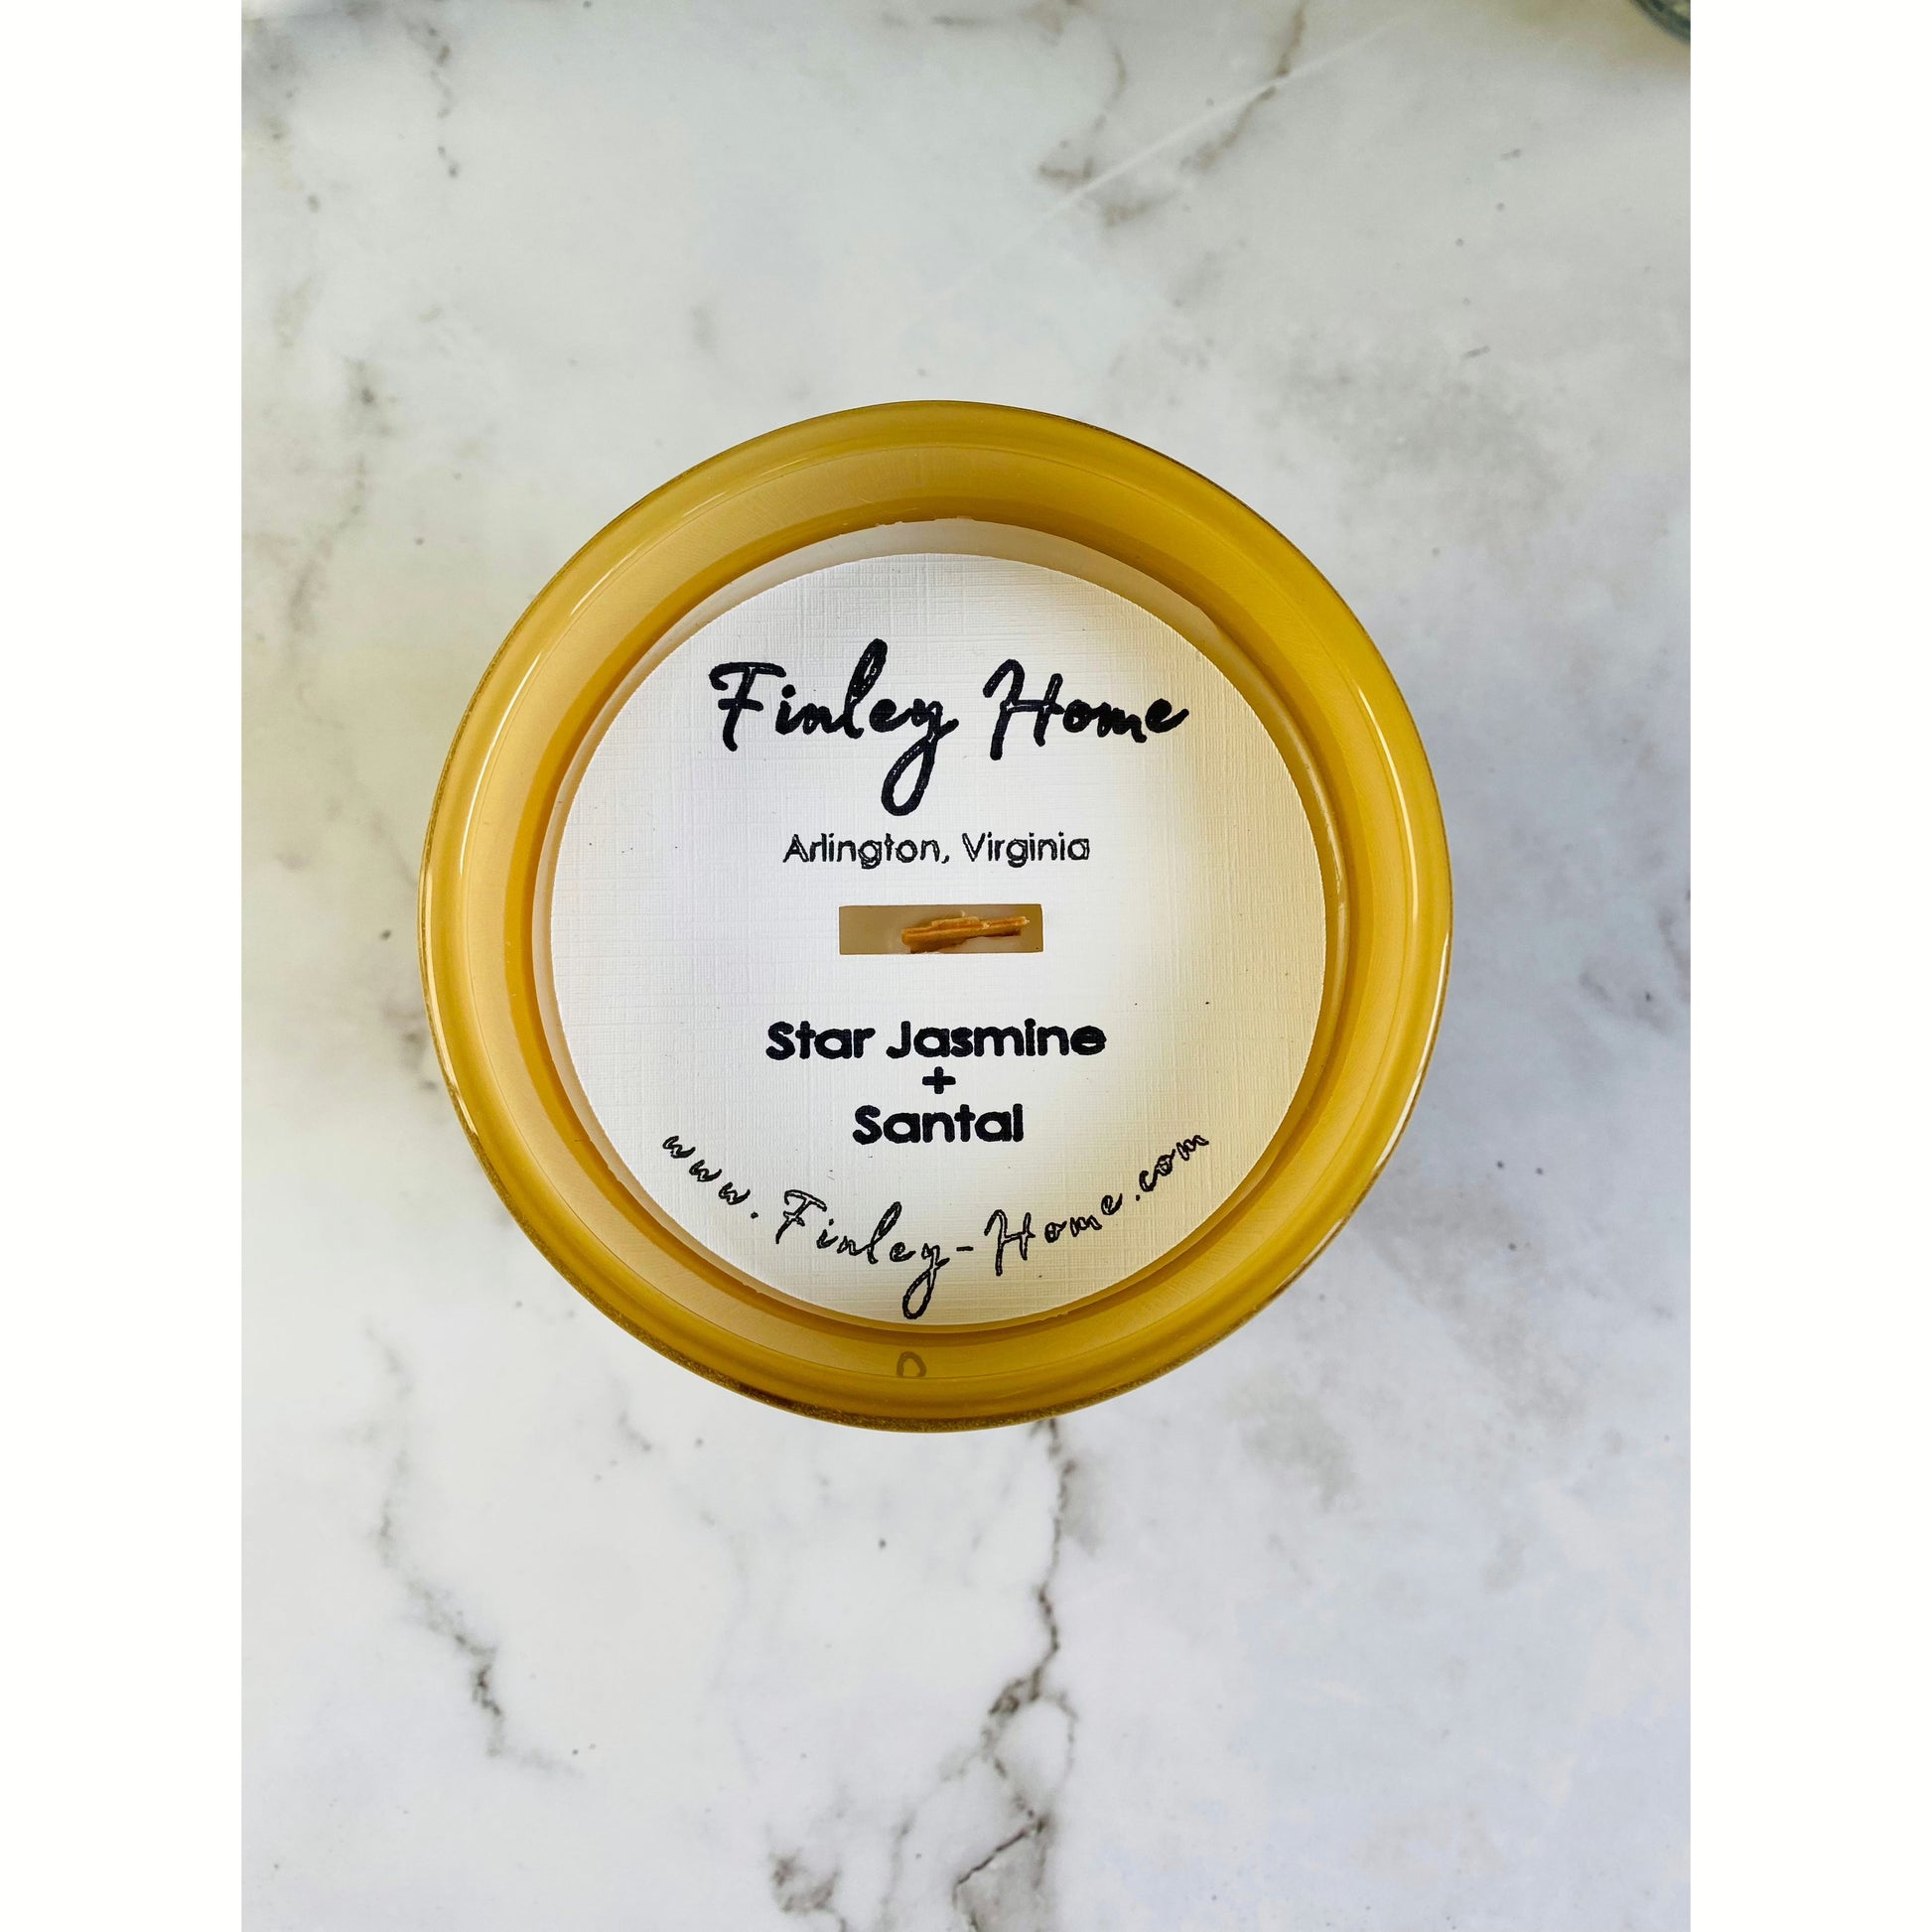 Finley Home
Arlington, Virginia
Star Jasmine
+
Santal
www.Finley-Home.com